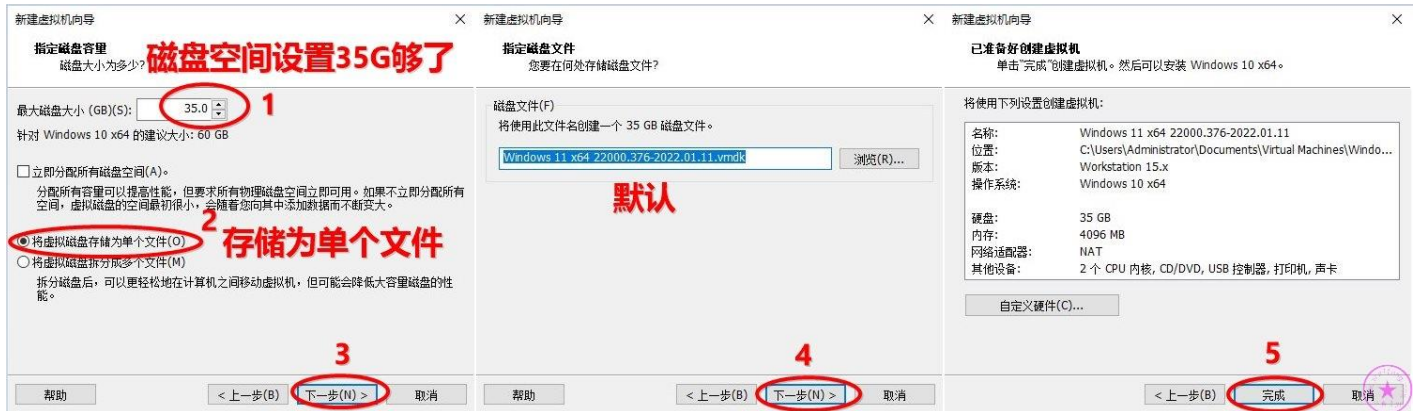 新建虚拟机向导
指定磁盘容量
磁盘大小为多少?
磁盘空间设置35G够了
最大磁盘大小 (GB)(S): 35.0
1
针对 Windows 10 x64 的建议大小: 60 GB
立即分配所有磁盘空间(A)。
分配所有容量可以提高性能，但要求所有物理磁盘空间立即可用。如果不立即分配所有
空间，虚拟磁盘的空间最初很小，会随着您向其中添加数据而不断变大。
2
将虚拟磁盘存储为单个文件(O)
存储为单个文件
将虚拟磁盘拆分成多个文件(M)
拆分磁盘后，可以更轻松地在计算机之间移动虚拟机，但可能会降低大容量磁盘的性
能。
3
帮助 < 上一步(B) 下一步(N) > 取消
新建虚拟机向导
指定磁盘文件
您要在何处存储磁盘文件?
磁盘文件(F)
将使用此文件名创建一个 35 GB 磁盘文件。
Windows 11 x64 22000.376-2022.01.11.vmdk 浏览(R)...
默认
4
帮助 < 上一步(B) 下一步(N) > 取消
新建虚拟机向导
已准备好创建虚拟机
单击"完成"创建虚拟机。然后可以安装 Windows 10 x64。
将使用下列设置创建虚拟机:
名称: Windows 11 x64 22000.376-2022.01.11
位置: C:\Users\Administrator\Documents\Virtual Machines\Windo...
版本: Workstation 15.x
操作系统: Windows 10 x64
硬盘: 35 GB
内存: 4096 MB
网络适配器: NAT
其他设备: 2 个 CPU 内核, CD/DVD, USB 控制器, 打印机, 声卡
自定义硬件(C)...
5
< 上一步(B) 完成 取消